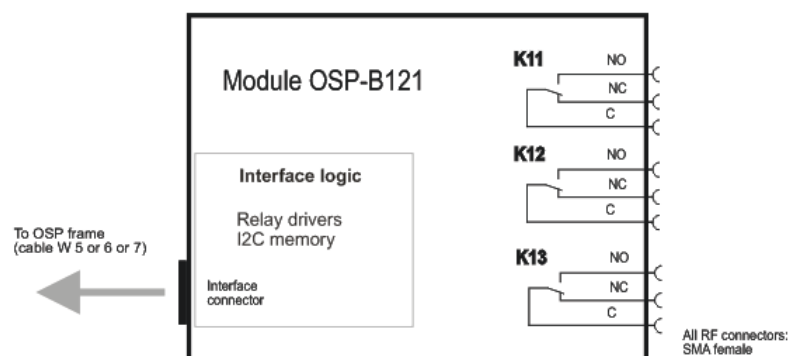 Module OSP-B121
Interface logic
Relay drivers
I2C memory
To OSP frame
(cable W 5 or 6 or 7)
Interface
connector
K11
NO
NC
C
K12
NO
NC
C
K13
NO
NC
C
All RF connectors:
SMA female